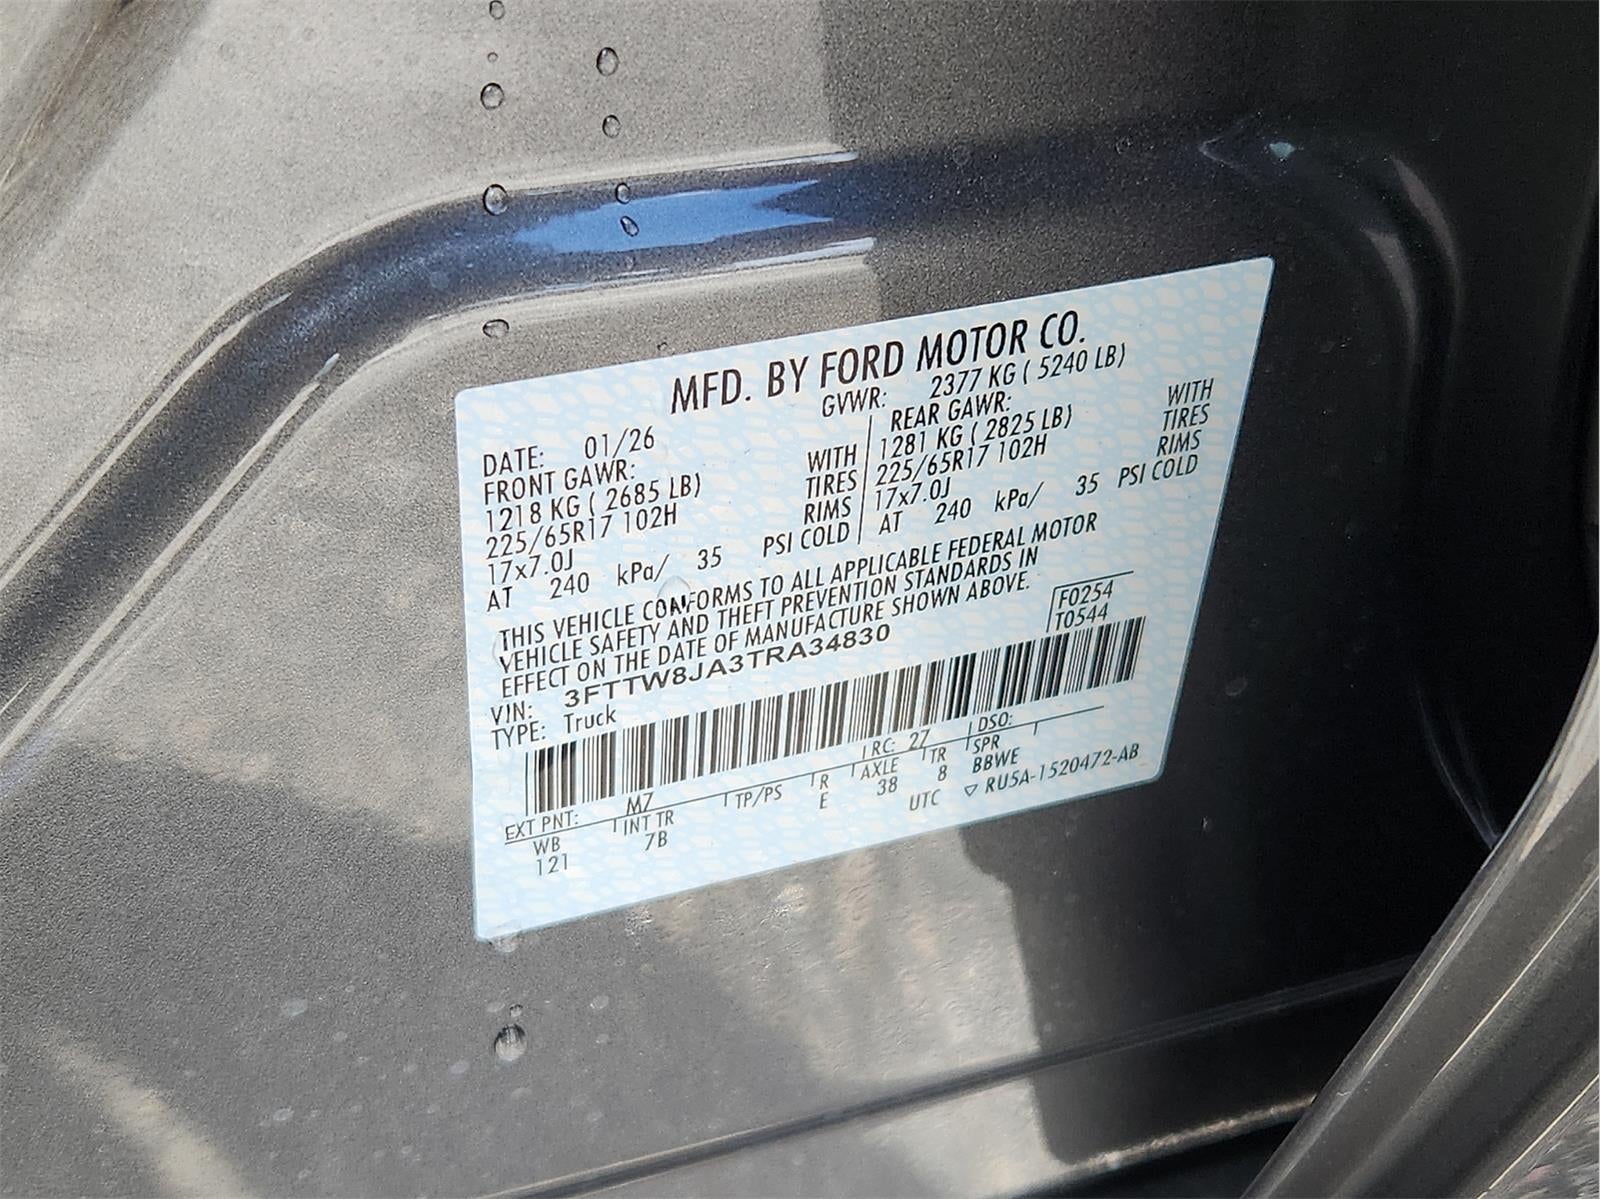 MFD. BY FORD MOTOR CO.
DATE: 01/26 GVWR: 2377 KG ( 5240 LB)
FRONT GAWR: REAR GAWR:
1218 KG ( 2685 LB) WITH 1281 KG ( 2825 LB) WITH
225/65R17 102H TIRES 225/65R17 102H TIRES
17x7.0J RIMS 17x7.0J RIMS
AT 240 kPa/ 35 PSI COLD AT 240 kPa/ 35 PSI COLD
THIS VEHICLE CONFORMS TO ALL APPLICABLE FEDERAL MOTOR
VEHICLE SAFETY AND THEFT PREVENTION STANDARDS IN
EFFECT ON THE DATE OF MANUFACTURE SHOWN ABOVE.
VIN: 3FTTW8JA3TRA34830 F0254
TYPE: Truck T0544
EXT PNT: M7 RC: 27 DSO:
WB INT TR TP/PS R AXLE TR SPR
121 7B E 38 8 BBWE
UTC ▽ RU5A-1520472-AB